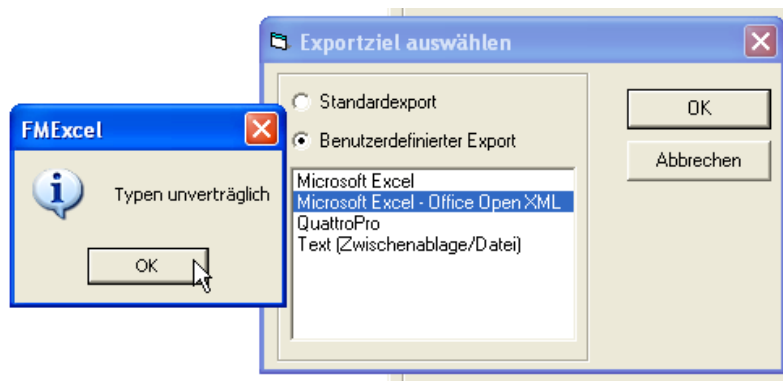 Exportziel auswählen
Standardexport
Benutzerdefinierter Export
Microsoft Excel
Microsoft Excel - Office Open XML
QuattroPro
Text (Zwischenablage/Datei)
OK
Abbrechen
FMExcel
Typen unverträglich
OK